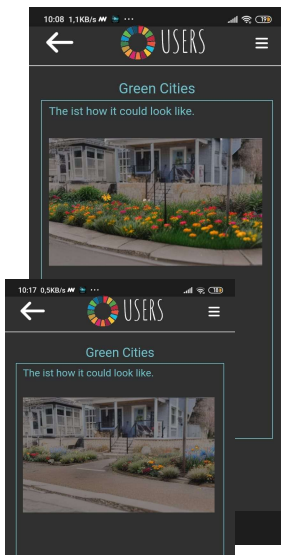 10:08 1,1KB/s ···
USERS
Green Cities
The ist how it could look like.
10:17 0,5KB/s ···
USERS
Green Cities
The ist how it could look like.